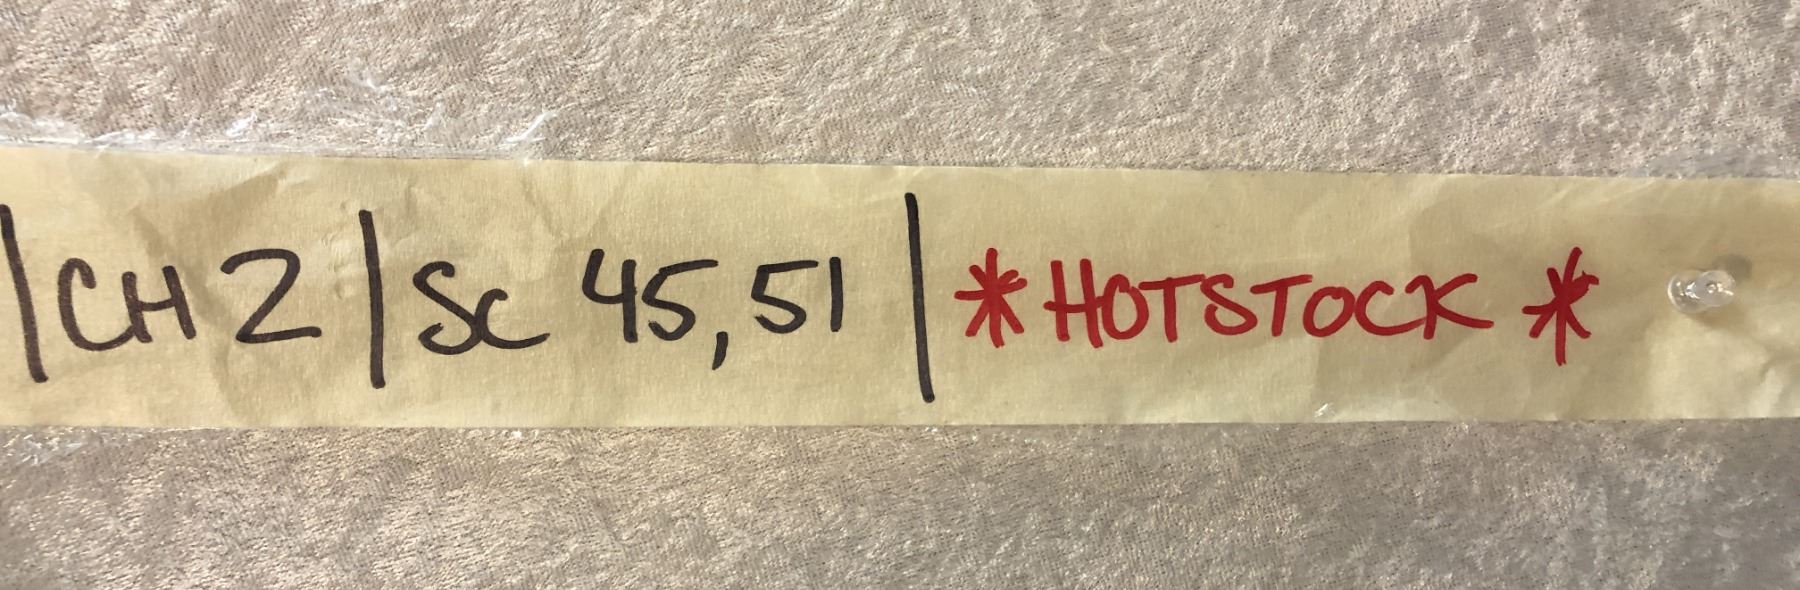 | CH 2 | Sc 45, 51 | * HOTSTOCK *